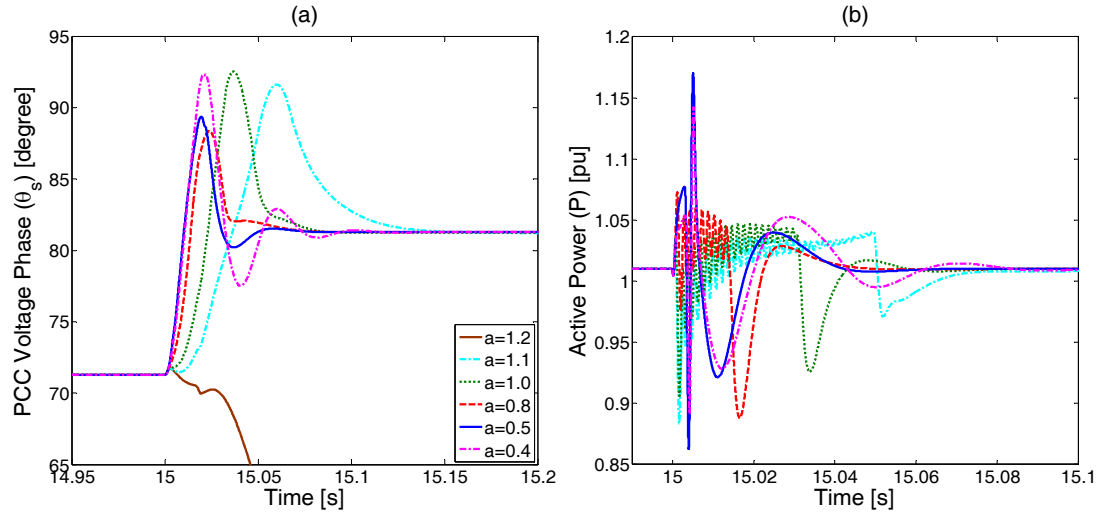 (a)
PCC Voltage Phase (θ_s) [degree]
95
90
85
80
75
70
65
14.95
15
15.05
15.1
15.15
15.2
Time [s]
a=1.2
a=1.1
a=1.0
a=0.8
a=0.5
a=0.4
(b)
Active Power (P) [pu]
1.2
1.15
1.1
1.05
1
0.95
0.9
0.85
15
15.02
15.04
15.06
15.08
15.1
Time [s]